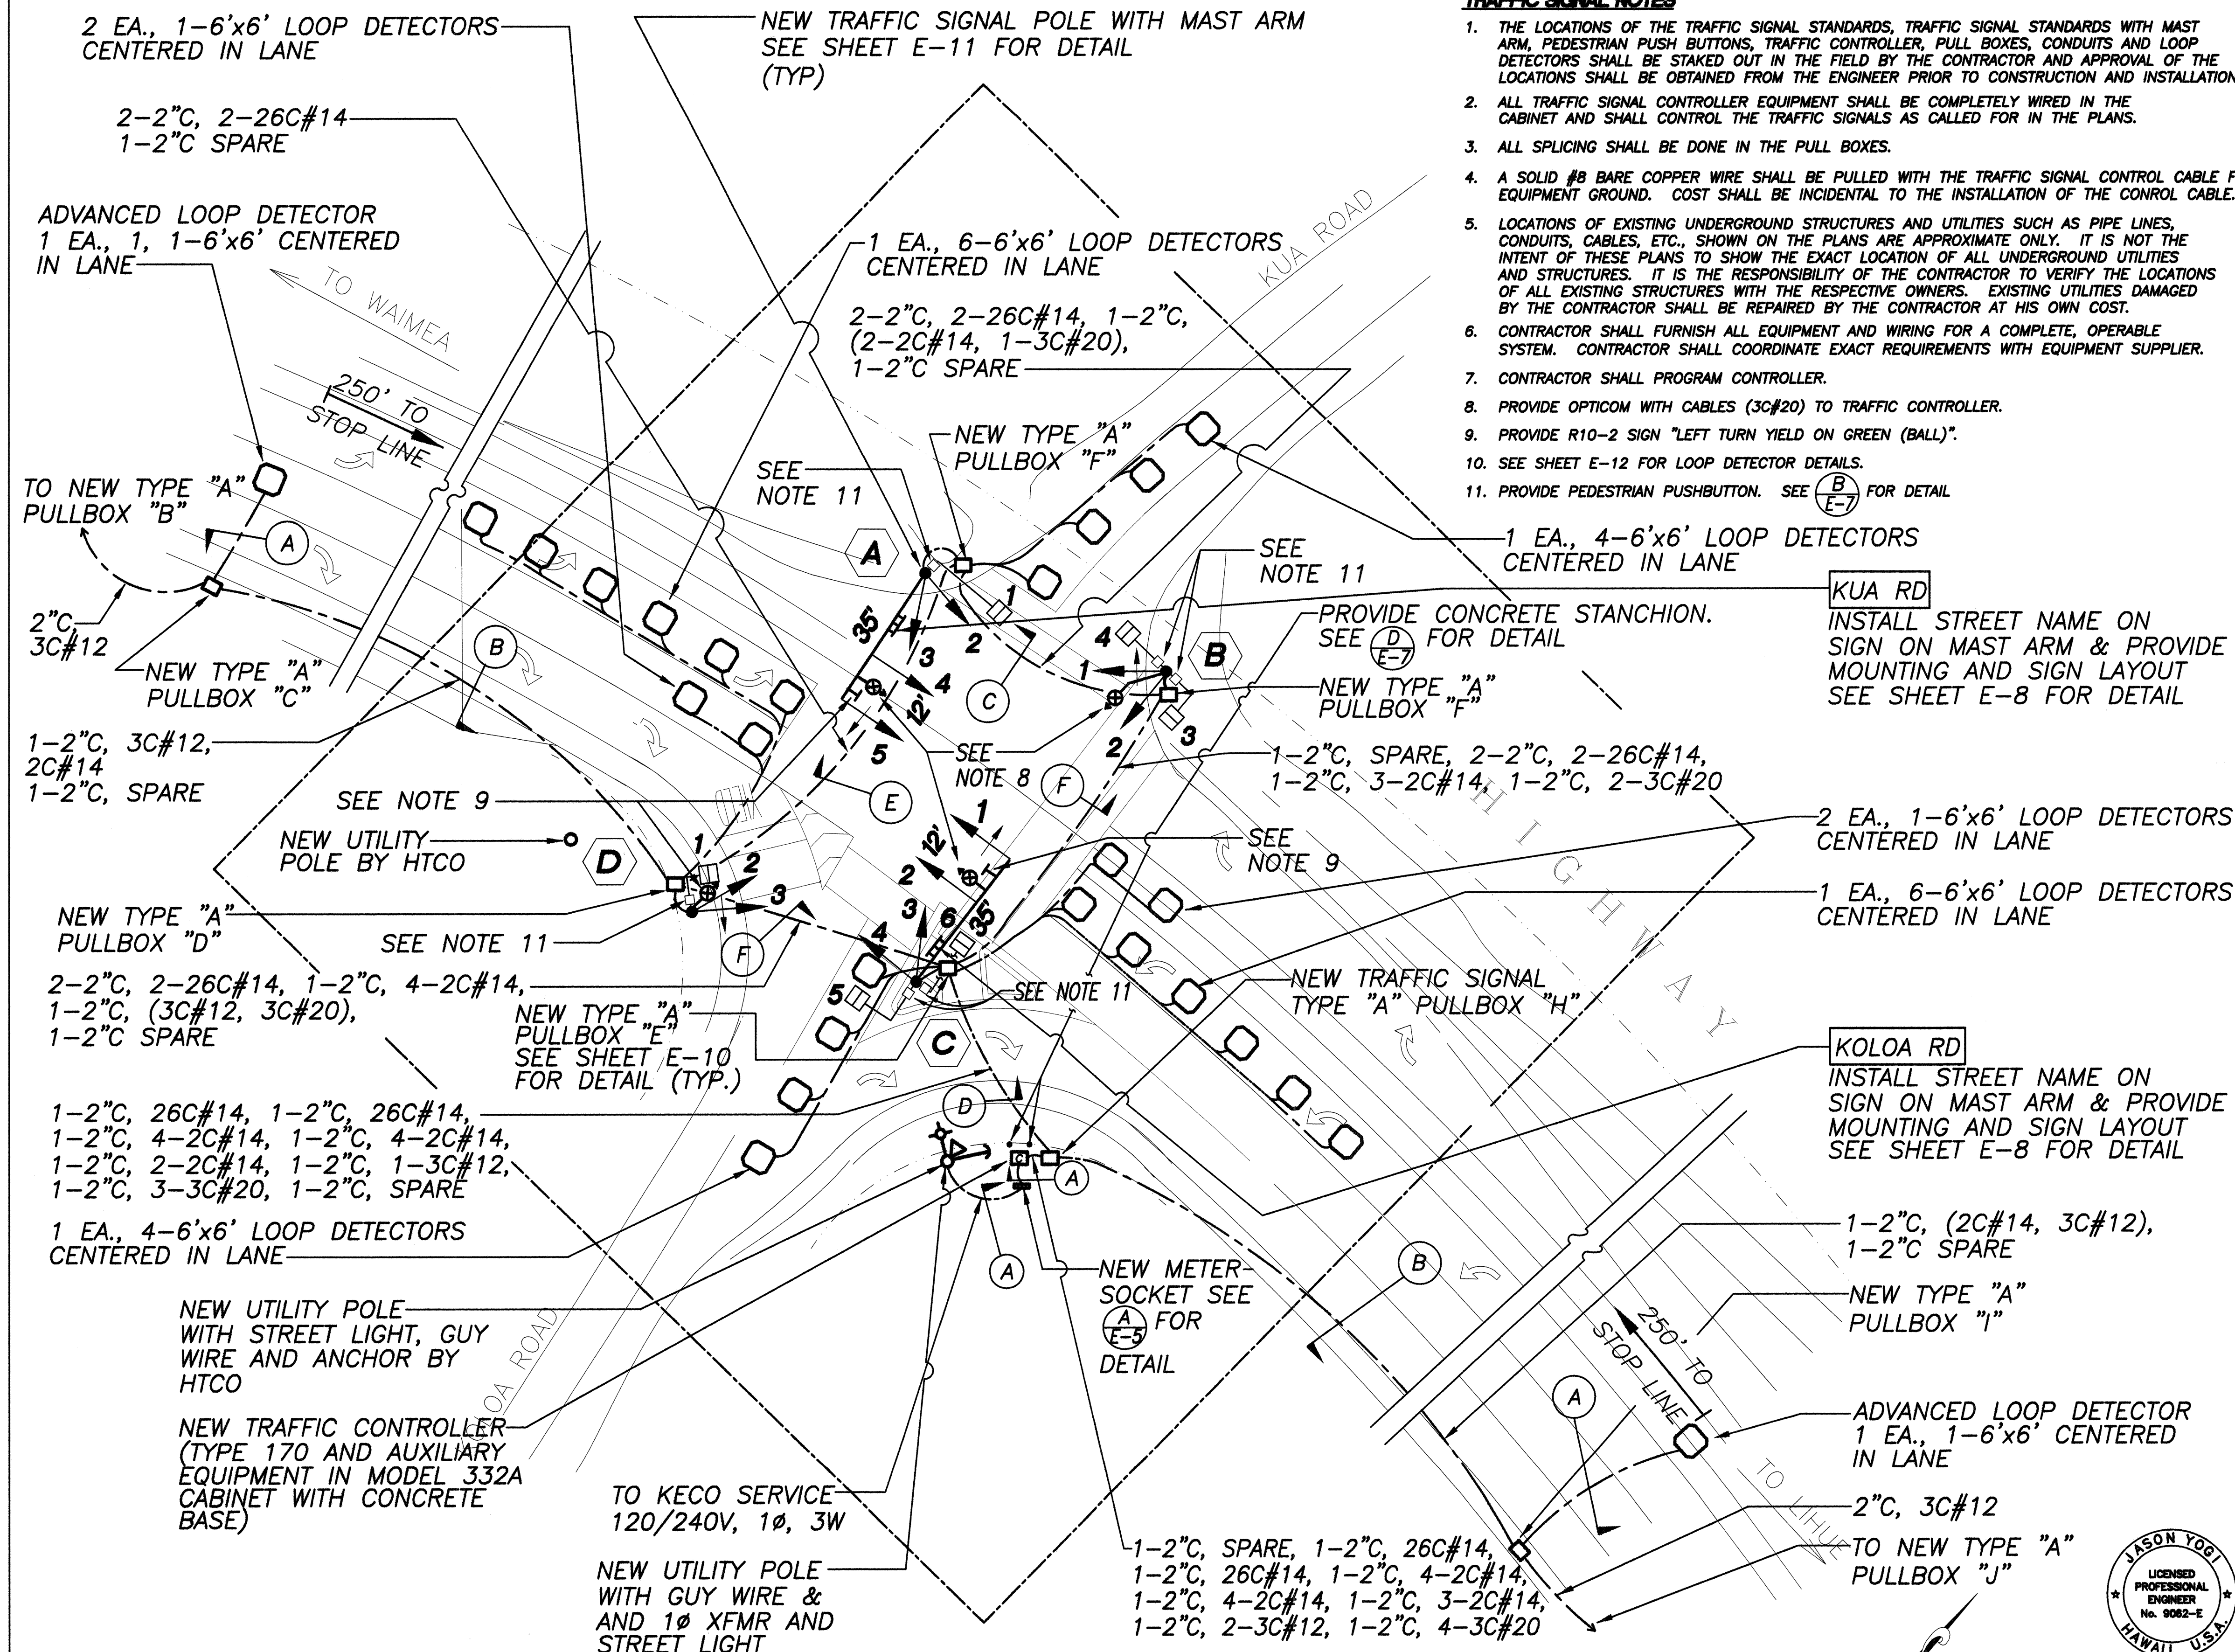 2 EA., 1-6'x6' LOOP DETECTORS
CENTERED IN LANE
NEW TRAFFIC SIGNAL POLE WITH MAST ARM
SEE SHEET E-11 FOR DETAIL
(TYP)
2-2"C, 2-26C#14
1-2"C SPARE
ADVANCED LOOP DETECTOR
1 EA., 1, 1-6'x6' CENTERED
IN LANE
TO WAIMEA
250' TO
STOP LINE
1 EA., 6-6'x6' LOOP DETECTORS
CENTERED IN LANE
KUA ROAD
2-2"C, 2-26C#14, 1-2"C,
(2-2C#14, 1-3C#20),
1-2"C SPARE
TRAFFIC SIGNAL NOTES
1. THE LOCATIONS OF THE TRAFFIC SIGNAL STANDARDS, TRAFFIC SIGNAL STANDARDS WITH MAST
ARM, PEDESTRIAN PUSH BUTTONS, TRAFFIC CONTROLLER, PULL BOXES, CONDUITS AND LOOP
DETECTORS SHALL BE STAKED OUT IN THE FIELD BY THE CONTRACTOR AND APPROVAL OF THE
LOCATIONS SHALL BE OBTAINED FROM THE ENGINEER PRIOR TO CONSTRUCTION AND INSTALLATION
2. ALL TRAFFIC SIGNAL CONTROLLER EQUIPMENT SHALL BE COMPLETELY WIRED IN THE
CABINET AND SHALL CONTROL THE TRAFFIC SIGNALS AS CALLED FOR IN THE PLANS.
3. ALL SPLICING SHALL BE DONE IN THE PULL BOXES.
4. A SOLID #8 BARE COPPER WIRE SHALL BE PULLED WITH THE TRAFFIC SIGNAL CONTROL CABLE F
EQUIPMENT GROUND. COST SHALL BE INCIDENTAL TO THE INSTALLATION OF THE CONROL CABLE.
5. LOCATIONS OF EXISTING UNDERGROUND STRUCTURES AND UTILITIES SUCH AS PIPE LINES,
CONDUITS, CABLES, ETC., SHOWN ON THE PLANS ARE APPROXIMATE ONLY. IT IS NOT THE
INTENT OF THESE PLANS TO SHOW THE EXACT LOCATION OF ALL UNDERGROUND UTILITIES
AND STRUCTURES. IT IS THE RESPONSIBILITY OF THE CONTRACTOR TO VERIFY THE LOCATIONS
OF ALL EXISTING STRUCTURES WITH THE RESPECTIVE OWNERS. EXISTING UTILITIES DAMAGED
BY THE CONTRACTOR SHALL BE REPAIRED BY THE CONTRACTOR AT HIS OWN COST.
6. CONTRACTOR SHALL FURNISH ALL EQUIPMENT AND WIRING FOR A COMPLETE, OPERABLE
SYSTEM. CONTRACTOR SHALL COORDINATE EXACT REQUIREMENTS WITH EQUIPMENT SUPPLIER.
7. CONTRACTOR SHALL PROGRAM CONTROLLER.
8. PROVIDE OPTICOM WITH CABLES (3C#20) TO TRAFFIC CONTROLLER.
9. PROVIDE R10-2 SIGN "LEFT TURN YIELD ON GREEN (BALL)".
10. SEE SHEET E-12 FOR LOOP DETECTOR DETAILS.
11. PROVIDE PEDESTRIAN PUSHBUTTON. SEE B FOR DETAIL
E-7
TO NEW TYPE "A"
PULLBOX "B"
A
2"C,
3C#12
NEW TYPE "A"
PULLBOX "C"
B
SEE
NOTE 11
NEW TYPE "A"
PULLBOX "F"
A
1
2
3
4
5
35'
12'
C
SEE
NOTE 11
1 EA., 4-6'x6' LOOP DETECTORS
CENTERED IN LANE
PROVIDE CONCRETE STANCHION.
SEE D FOR DETAIL
E-7
KUA RD
INSTALL STREET NAME ON
SIGN ON MAST ARM & PROVIDE
MOUNTING AND SIGN LAYOUT
SEE SHEET E-8 FOR DETAIL
4
1
B
NEW TYPE "A"
PULLBOX "F"
2
3
1-2"C, 3C#12,
2C#14
1-2"C, SPARE
SEE NOTE 9
E
SEE
NOTE 8
F
1-2"C, SPARE, 2-2"C, 2-26C#14,
1-2"C, 3-2C#14, 1-2"C, 2-3C#20
HIGHWAY
NEW UTILITY
POLE BY HTCO
D
1
2
3
1
12'
2
3
4
6
35'
5
SEE
NOTE 9
2 EA., 1-6'x6' LOOP DETECTORS
CENTERED IN LANE
1 EA., 6-6'x6' LOOP DETECTORS
CENTERED IN LANE
NEW TYPE "A"
PULLBOX "D"
SEE NOTE 11
F
2-2"C, 2-26C#14, 1-2"C, 4-2C#14,
1-2"C, (3C#12, 3C#20),
1-2"C SPARE
NEW TYPE "A"
PULLBOX "E"
SEE SHEET E-10
FOR DETAIL (TYP.)
SEE NOTE 11
C
NEW TRAFFIC SIGNAL
TYPE "A" PULLBOX "H"
KOLOA RD
INSTALL STREET NAME ON
SIGN ON MAST ARM & PROVIDE
MOUNTING AND SIGN LAYOUT
SEE SHEET E-8 FOR DETAIL
1-2"C, 26C#14, 1-2"C, 26C#14,
1-2"C, 4-2C#14, 1-2"C, 4-2C#14,
1-2"C, 2-2C#14, 1-2"C, 1-3C#12,
1-2"C, 3-3C#20, 1-2"C, SPARE
D
C
A
A
1 EA., 4-6'x6' LOOP DETECTORS
CENTERED IN LANE
B
1-2"C, (2C#14, 3C#12),
1-2"C SPARE
NEW METER
SOCKET SEE
A FOR
E-5
DETAIL
NEW UTILITY POLE
WITH STREET LIGHT, GUY
WIRE AND ANCHOR BY
HTCO
KOLOA ROAD
NEW TYPE "A"
PULLBOX "I"
250' TO
STOP LINE
A
NEW TRAFFIC CONTROLLER
(TYPE 170 AND AUXILIARY
EQUIPMENT IN MODEL 332A
CABINET WITH CONCRETE
BASE)
ADVANCED LOOP DETECTOR
1 EA., 1-6'x6' CENTERED
IN LANE
TO LIHUE
TO KECO SERVICE
120/240V, 1ø, 3W
2"C, 3C#12
TO NEW TYPE "A"
PULLBOX "J"
NEW UTILITY POLE
WITH GUY WIRE &
AND 1ø XFMR AND
STREET LIGHT
1-2"C, SPARE, 1-2"C, 26C#14,
1-2"C, 26C#14, 1-2"C, 4-2C#14,
1-2"C, 4-2C#14, 1-2"C, 3-2C#14,
1-2"C, 2-3C#12, 1-2"C, 4-3C#20
JASON YOGI
LICENSED
PROFESSIONAL
ENGINEER
No. 9062-E
HAWAII U.S.A.